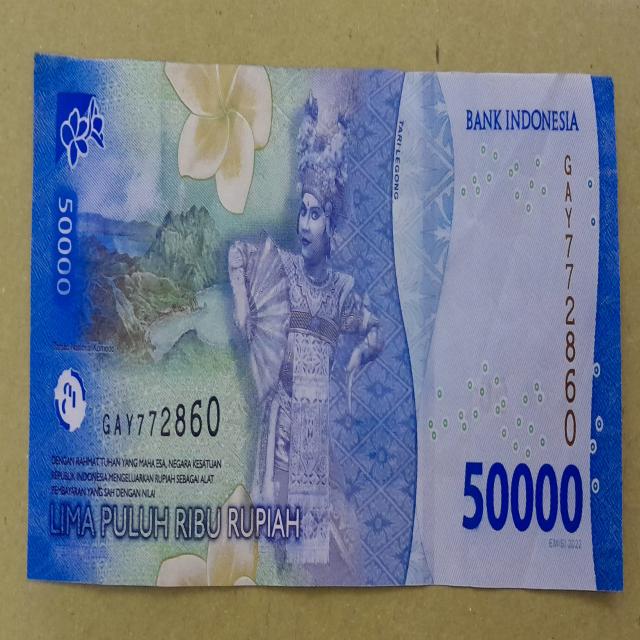 50000
Taman Nasional Komodo
GAY772860
DENGAN RAHMAT TUHAN YANG MAHA ESA, NEGARA KESATUAN
REPUBLIK INDONESIA MENGELUARKAN RUPIAH SEBAGAI ALAT
PEMBAYARAN YANG SAH DENGAN NILAI
LIMA PULUH RIBU RUPIAH
TARI LEGONG
BANK INDONESIA
GAY772860
50000
EMISI 2022